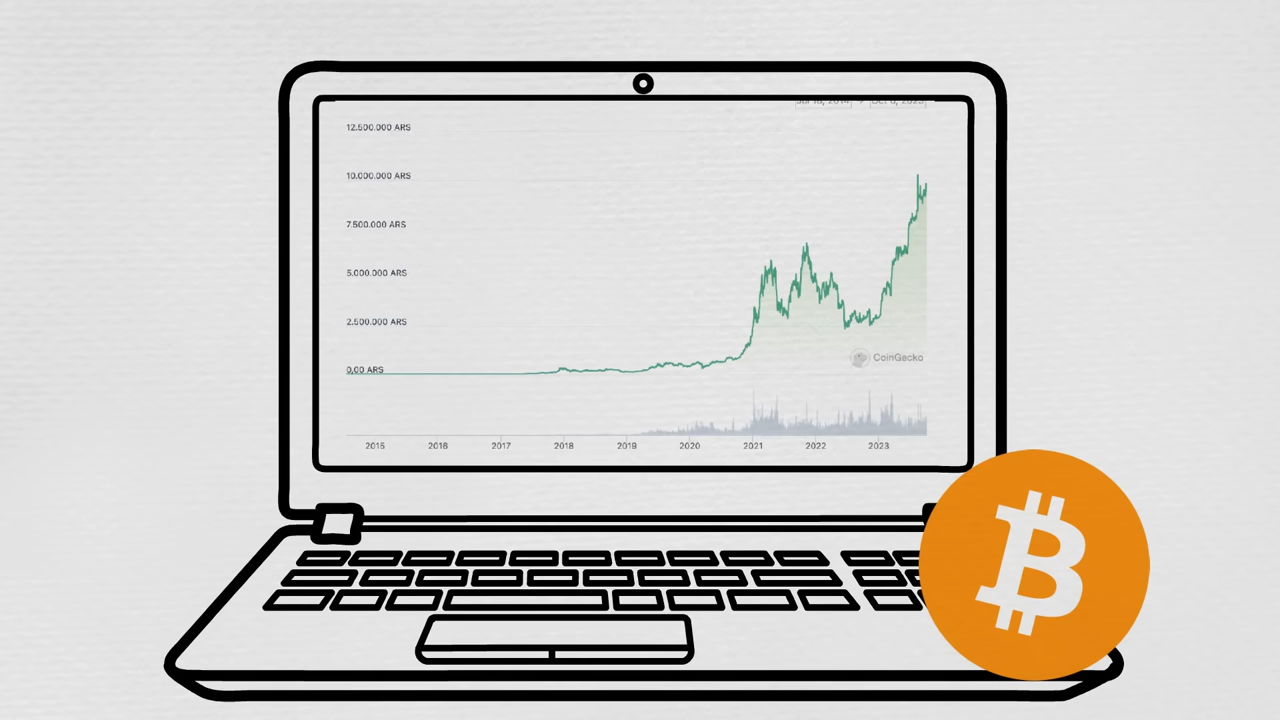 12.500.000 ARS
10.000.000 ARS
7.500.000 ARS
5.000.000 ARS
2.500.000 ARS
0,00 ARS
CoinGecko
2015 2016 2017 2018 2019 2020 2021 2022 2023